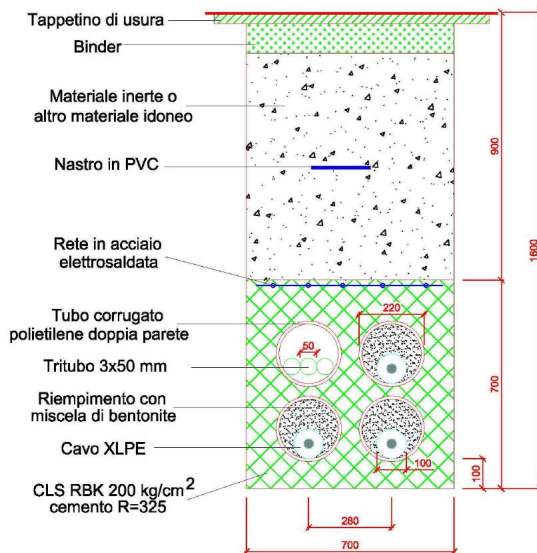 Tappetino di usura
Binder
Materiale inerte o
altro materiale idoneo
900
Nastro in PVC
1600
Rete in acciaio
elettrosaldata
Tubo corrugato
polietilene doppia parete
220
50
Tritubo 3x50 mm
700
Riempimento con
miscela di bentonite
Cavo XLPE
100
100
CLS RBK 200 kg/cm²
cemento R=325
280
700